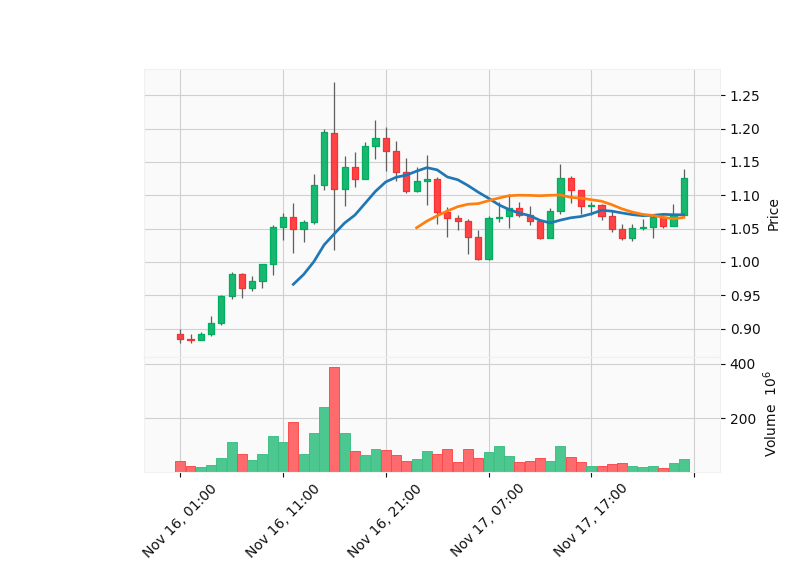 1.25
1.20
1.15
1.10
1.05
1.00
0.95
0.90
Price
400
200
Volume 10⁶
Nov 16, 01:00
Nov 16, 11:00
Nov 16, 21:00
Nov 17, 07:00
Nov 17, 17:00